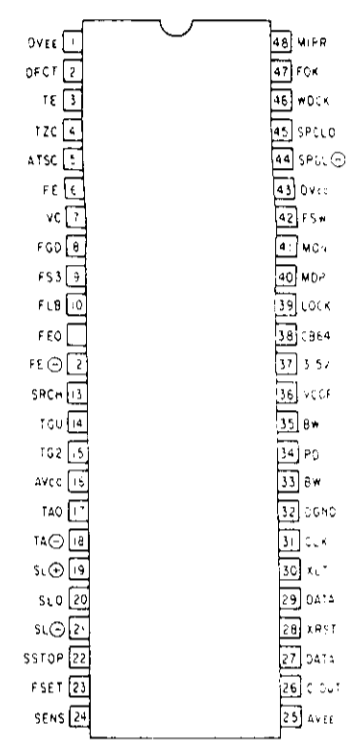 DVEE 1
DFCT 2
TE 3
TZC 4
ATSC 5
FE 6
VC 7
FGD 8
FS3 9
FLB 10
FEO
FE⊖ 2
SRCH 13
TGU 14
TG2 15
AVCC 16
TAO 17
TA⊖ 18
SL⊕ 19
SLO 20
SL⊖ 21
SSTOP 22
FSET 23
SENS 24
48 MIRR
47 FOK
46 WDCK
45 SPCLO
44 SPDL⊖
43 DVCC
42 FSW
41 MON
40 MDP
39 LOCK
38 CB64
37 3.5V
36 VCOF
35 BW
34 PD
33 BW
32 DGND
31 CLK
30 XLT
29 DATA
28 XRST
27 DATA
26 C.OUT
25 AVEE